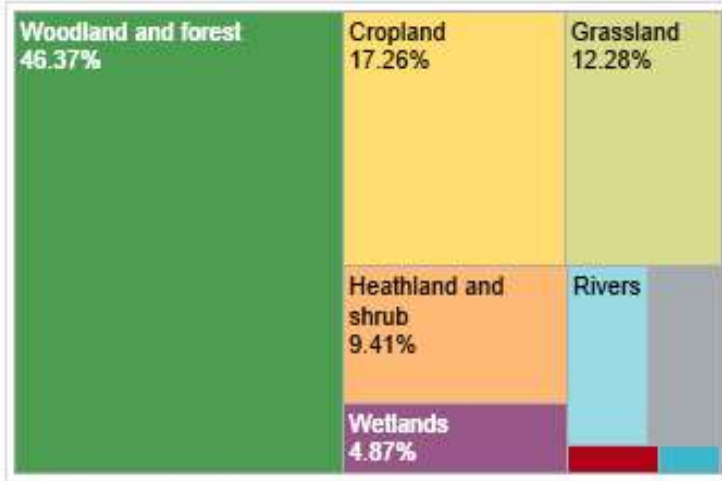 Woodland and forest
46.37%
Cropland
17.26%
Grassland
12.28%
Heathland and
shrub
9.41%
Rivers
Wetlands
4.87%